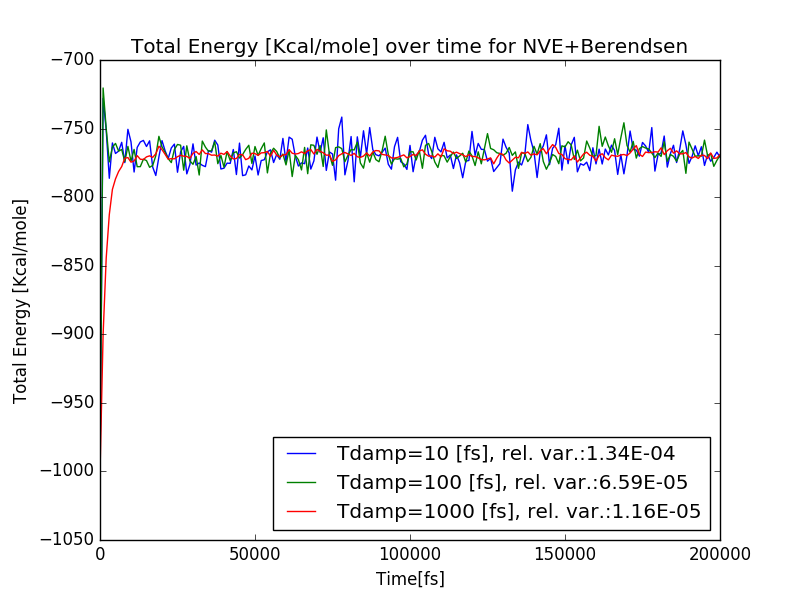 Total Energy [Kcal/mole] over time for NVE+Berendsen
−700
−750
−800
−850
−900
−950
−1000
−1050
Total Energy [Kcal/mole]
Tdamp=10 [fs], rel. var.:1.34E-04
Tdamp=100 [fs], rel. var.:6.59E-05
Tdamp=1000 [fs], rel. var.:1.16E-05
0 50000 100000 150000 200000
Time[fs]